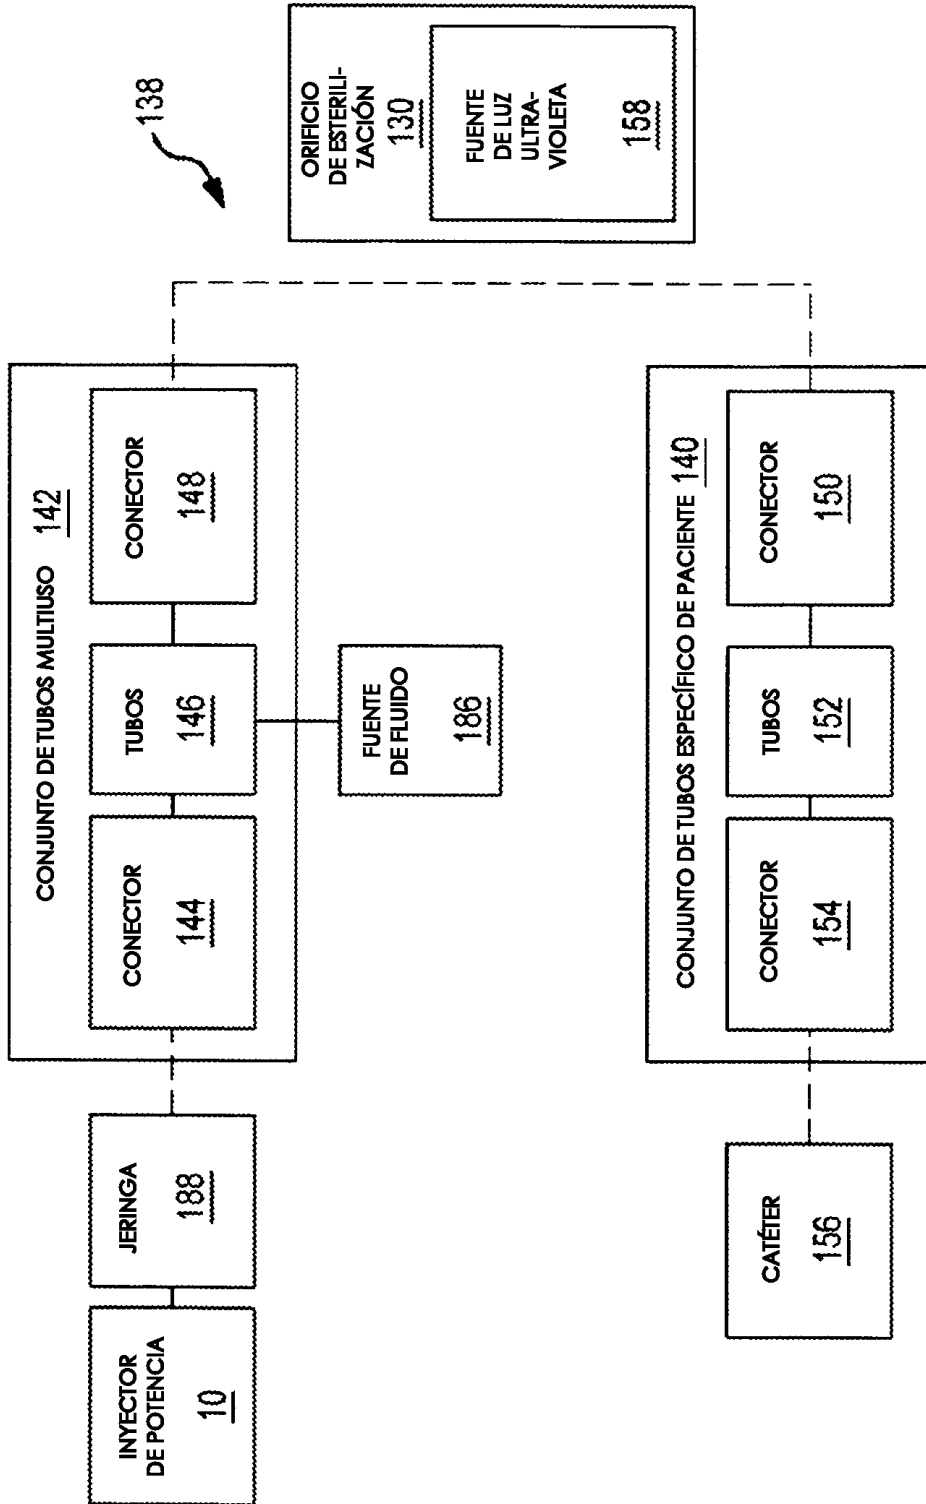 138
ORIFICIO
DE ESTERILI-
ZACIÓN
130
FUENTE
DE LUZ
ULTRA-
VIOLETA
158
CONJUNTO DE TUBOS MULTIUSO 142
INYECTOR
DE POTENCIA
10
JERINGA
188
CONECTOR
144
TUBOS
146
CONECTOR
148
FUENTE
DE FLUIDO
186
CONJUNTO DE TUBOS ESPECÍFICO DE PACIENTE 140
CATÉTER
156
CONECTOR
154
TUBOS
152
CONECTOR
150